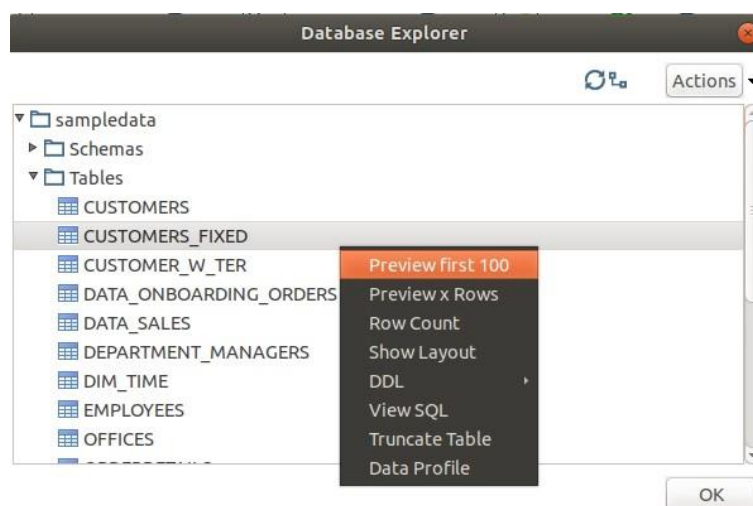 Database Explorer
Actions
sampledata
Schemas
Tables
CUSTOMERS
CUSTOMERS_FIXED
CUSTOMER_W_TER
DATA_ONBOARDING_ORDERS
DATA_SALES
DEPARTMENT_MANAGERS
DIM_TIME
EMPLOYEES
OFFICES
Preview first 100
Preview x Rows
Row Count
Show Layout
DDL
View SQL
Truncate Table
Data Profile
OK